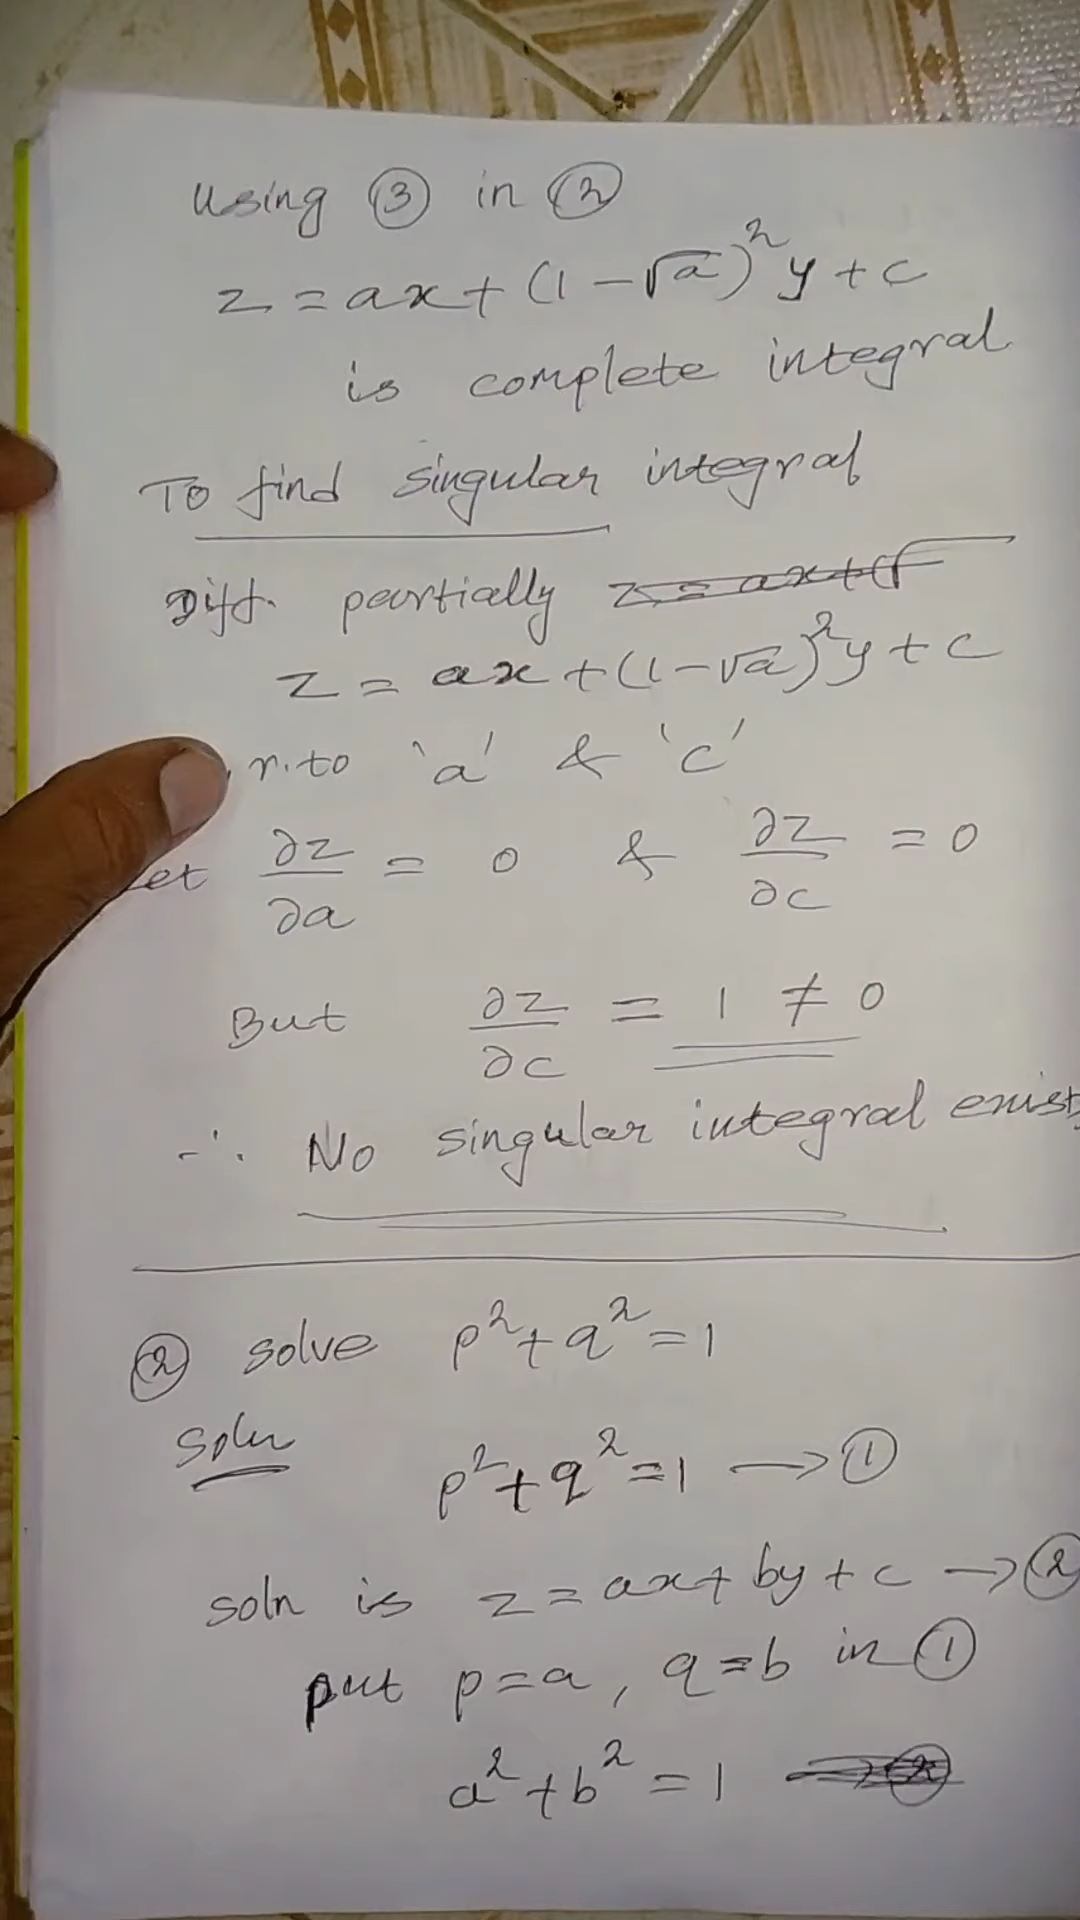 Using ③ in ②
z = ax + (1 - √a)² y + c
is complete integral
To find singular integral
Diff. partially
z = ax + (1 - √a)² y + c
r. to 'a' & 'c'
et ∂z/∂a = 0 & ∂z/∂c = 0
But ∂z/∂c = 1 ≠ 0
∴ No singular integral exists
② solve p² + q² = 1
Soln
p² + q² = 1 → ①
soln is z = ax + by + c → ②
put p = a, q = b in ①
a² + b² = 1